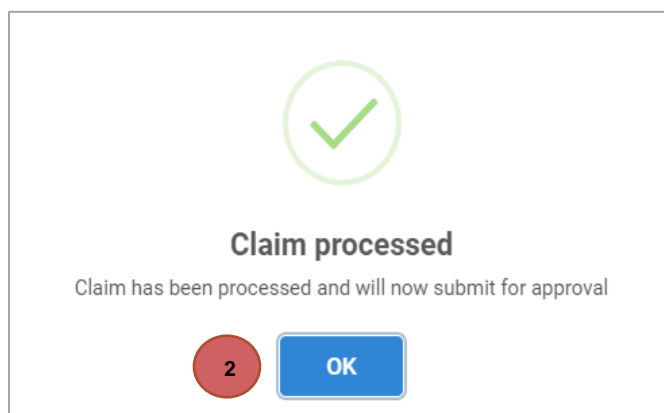 Claim processed
Claim has been processed and will now submit for approval
2 OK